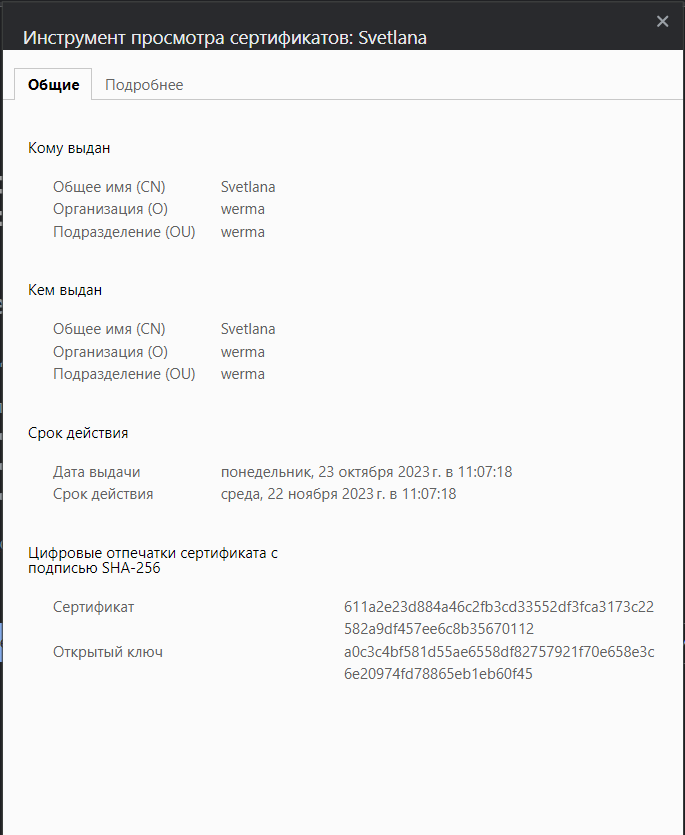 Инструмент просмотра сертификатов: Svetlana
Общие Подробнее
Кому выдан
Общее имя (CN) Svetlana
Организация (O) werma
Подразделение (OU) werma
Кем выдан
Общее имя (CN) Svetlana
Организация (O) werma
Подразделение (OU) werma
Срок действия
Дата выдачи понедельник, 23 октября 2023 г. в 11:07:18
Срок действия среда, 22 ноября 2023 г. в 11:07:18
Цифровые отпечатки сертификата с
подписью SHA-256
Сертификат 611a2e23d884a46c2fb3cd33552df3fca3173c22
582a9df457ee6c8b35670112
Открытый ключ a0c3c4bf581d55ae6558df82757921f70e658e3c
6e20974fd78865eb1eb60f45